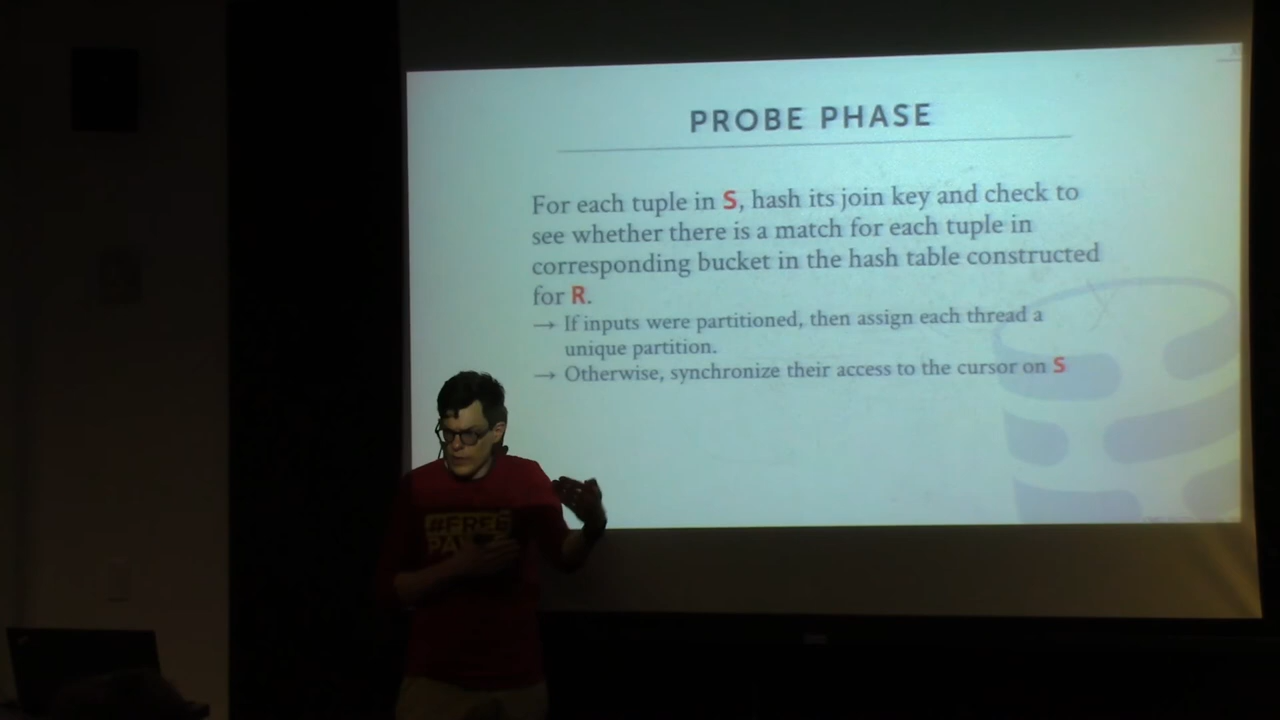 PROBE PHASE
For each tuple in S, hash its join key and check to
see whether there is a match for each tuple in
corresponding bucket in the hash table constructed
for R.
→ If inputs were partitioned, then assign each thread a
unique partition.
→ Otherwise, synchronize their access to the cursor on S
#FREE